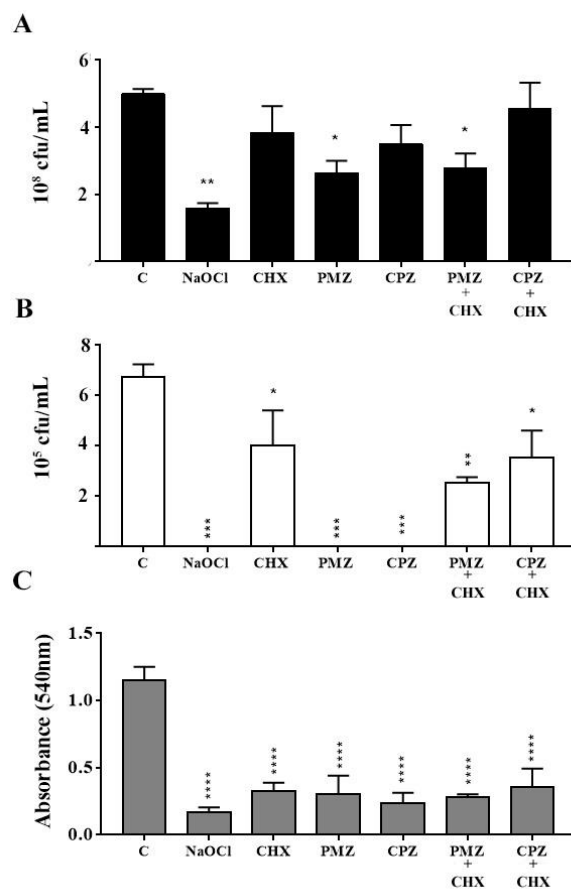 A
10⁸ cfu/mL
6
4
2
** * *
C NaOCl CHX PMZ CPZ PMZ + CHX CPZ + CHX
B
10⁵ cfu/mL
8
6
4
2
*** * *** *** ** *
C NaOCl CHX PMZ CPZ PMZ + CHX CPZ + CHX
C
Absorbance (540nm)
1.5
1.0
0.5
0.0
**** **** **** **** **** ****
C NaOCl CHX PMZ CPZ PMZ + CHX CPZ + CHX